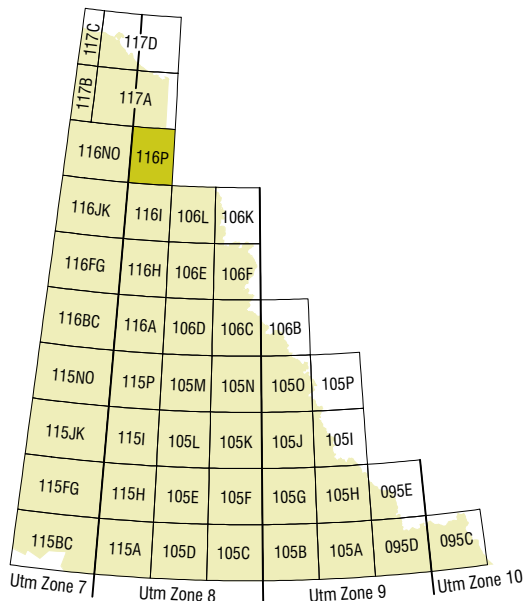 117C 117D
117B 117A
116NO 116P
116JK 116I 106L 106K
116FG 116H 106E 106F
116BC 116A 106D 106C 106B
115NO 115P 105M 105N 105O 105P
115JK 115I 105L 105K 105J 105I
115FG 115H 105E 105F 105G 105H 095E
115BC 115A 105D 105C 105B 105A 095D 095C
Utm Zone 7 Utm Zone 8 Utm Zone 9 Utm Zone 10